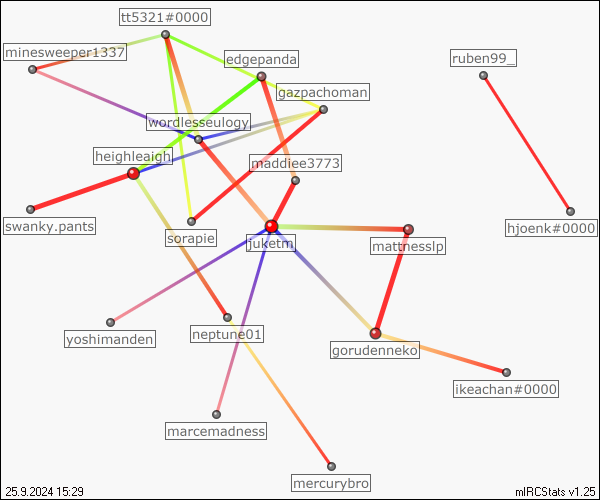 tt5321#0000
minesweeper1337
edgepanda
ruben99_
gazpachoman
wordlesseulogy
heighleaigh
maddiee3773
swanky.pants
sorapie
juketm
mattnesslp
hjoenk#0000
yoshimanden
neptune01
gorudenneko
ikeachan#0000
marcemadness
mercurybro
25.9.2024 15:29
mIRCStats v1.25